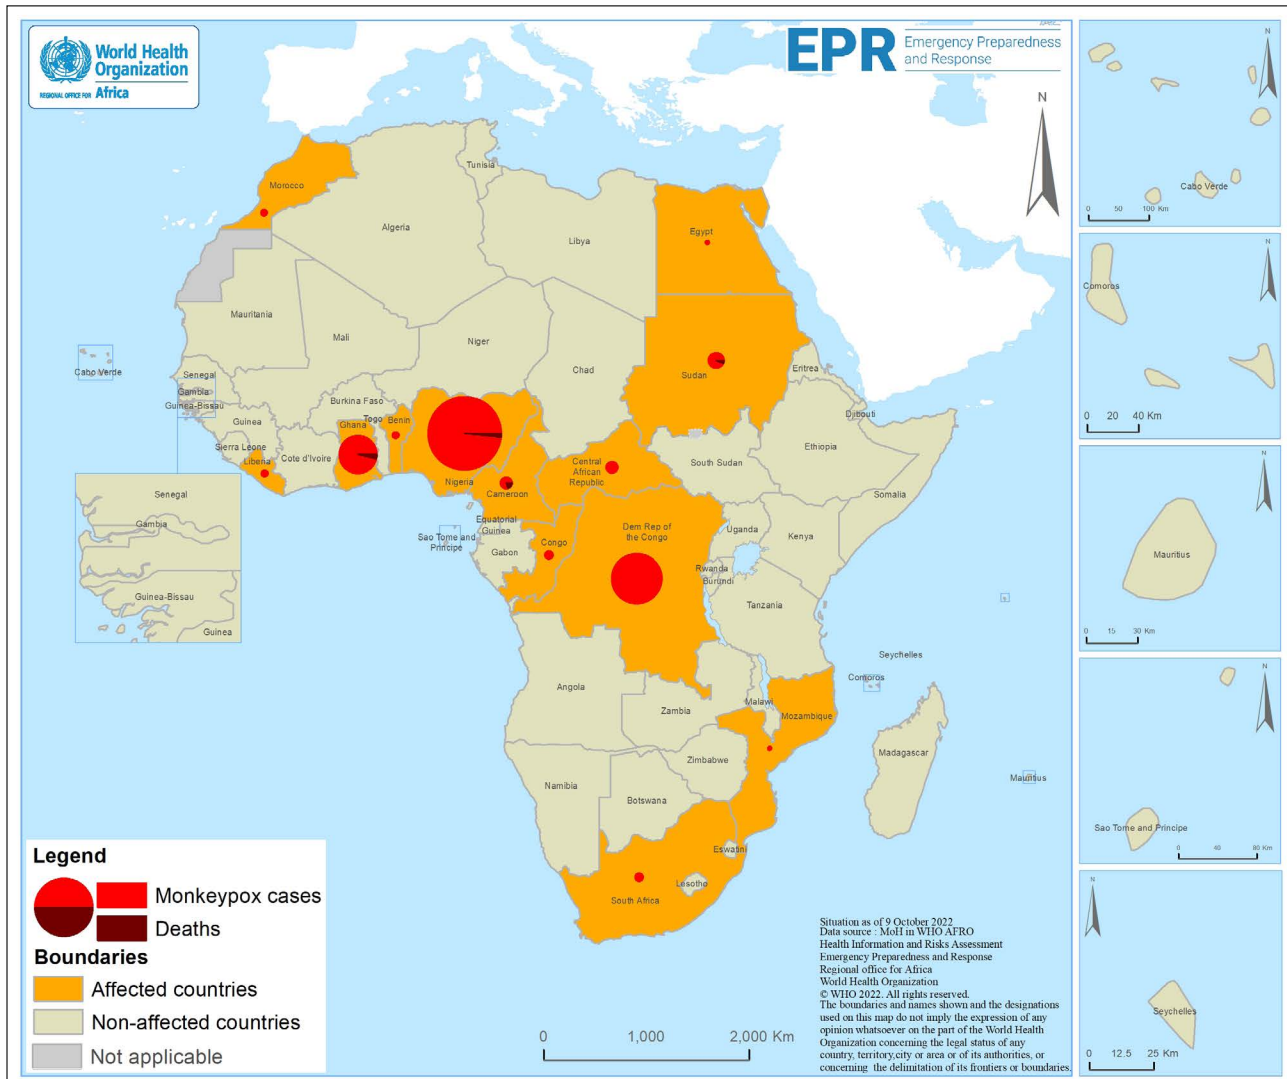 World Health
Organization
REGIONAL OFFICE FOR Africa
EPR
Emergency Preparedness
and Response
N
Morocco
Tunisia
Algeria
Libya
Egypt
Mauritania
Mali
Niger
Chad
Sudan
Eritrea
Cabo Verde
Senegal
Gambia
Guinea-Bissau
Guinea
Sierra Leone
Liberia
Cote d'Ivoire
Burkina Faso
Ghana
Togo
Benin
Nigeria
Cameroon
Central
African
Republic
South Sudan
Djibouti
Ethiopia
Somalia
Equatorial
Guinea
Sao Tome and
Principe
Gabon
Congo
Dem Rep of
the Congo
Uganda
Kenya
Rwanda
Burundi
Tanzania
Seychelles
Comoros
Angola
Zambia
Malawi
Mozambique
Zimbabwe
Madagascar
Mauritius
Namibia
Botswana
Eswatini
Lesotho
South Africa
Senegal
Gambia
Guinea-Bissau
Guinea
Legend
Monkeypox cases
Deaths
Boundaries
Affected countries
Non-affected countries
Not applicable
0 1,000 2,000 Km
Situation as of 9 October 2022
Data source : MoH in WHO AFRO
Health Information and Risks Assessment
Emergency Preparedness and Response
Regional office for Africa
World Health Organization
© WHO 2022. All rights reserved.
The boundaries and names shown and the designations
used on this map do not imply the expression of any
opinion whatsoever on the part of the World Health
Organization concerning the legal status of any
country, territory,city or area or of its authorities, or
concerning the delimitation of its frontiers or boundaries.
N
Cabo Verde
0 50 100 Km
N
Comoros
0 20 40 Km
N
Mauritius
0 15 30 Km
N
Sao Tome and Principe
0 40 80 Km
N
Seychelles
0 12.5 25 Km